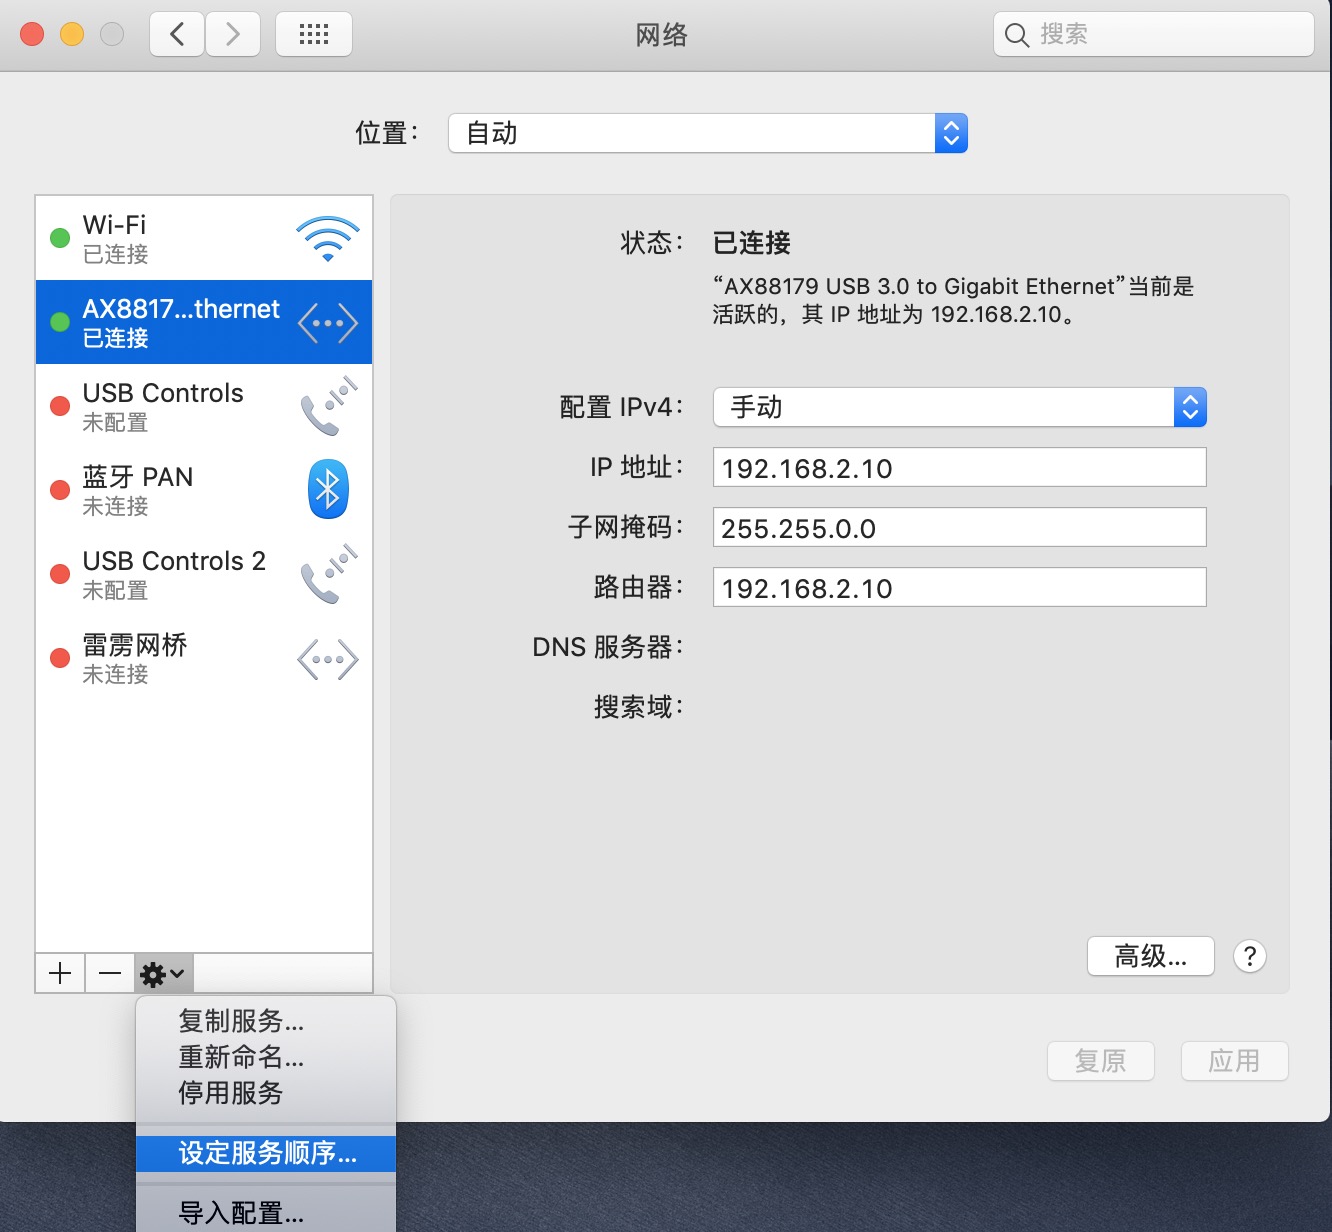 网络
搜索
位置：
自动
Wi-Fi
已连接
AX8817...thernet
已连接
USB Controls
未配置
蓝牙 PAN
未连接
USB Controls 2
未配置
雷雳网桥
未连接
状态：
已连接
“AX88179 USB 3.0 to Gigabit Ethernet”当前是
活跃的，其 IP 地址为 192.168.2.10。
配置 IPv4：
手动
IP 地址：
192.168.2.10
子网掩码：
255.255.0.0
路由器：
192.168.2.10
DNS 服务器：
搜索域：
高级...
?
复制服务...
重新命名...
停用服务
设定服务顺序...
导入配置...
复原
应用